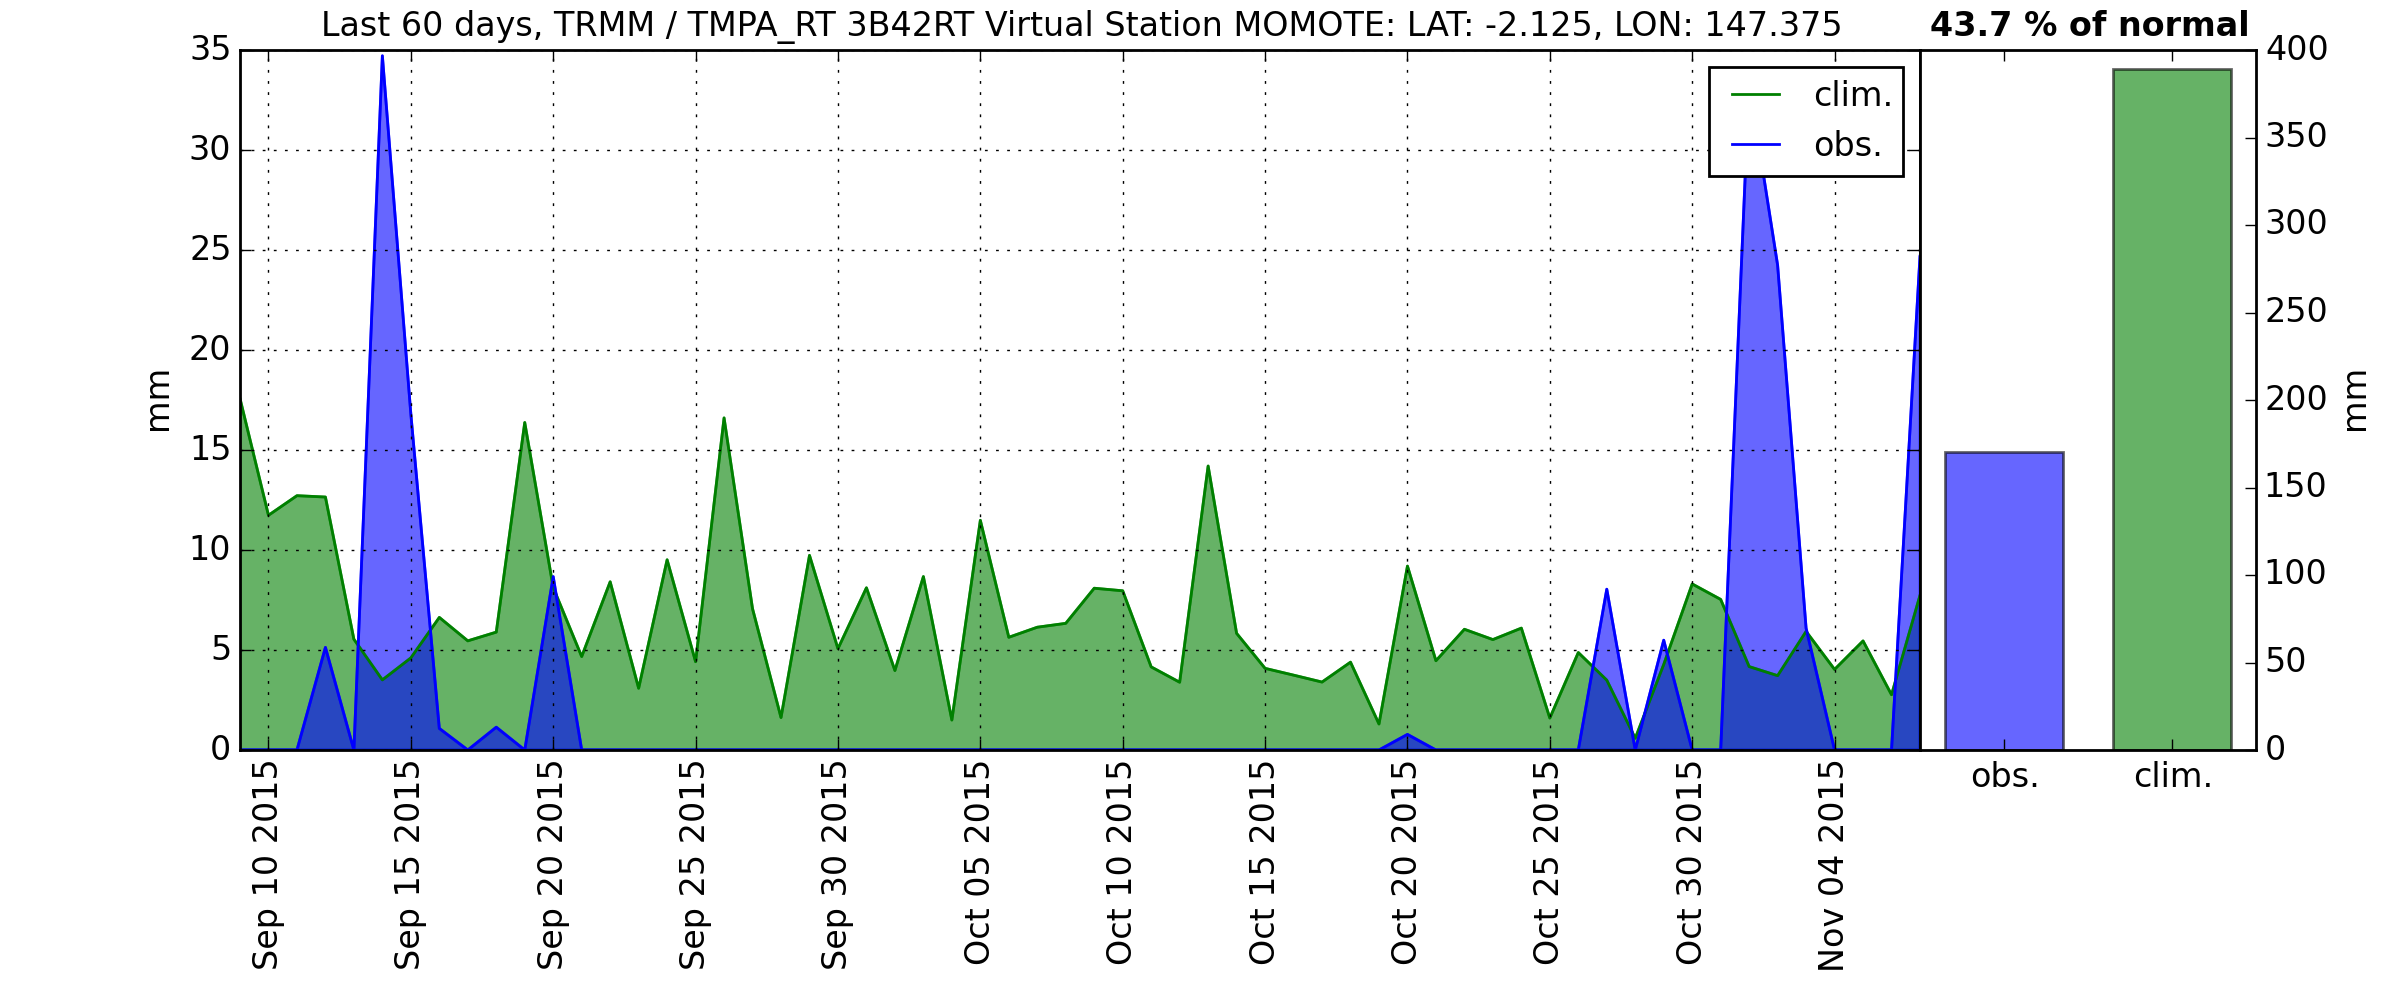 Last 60 days, TRMM / TMPA_RT 3B42RT Virtual Station MOMOTE: LAT: -2.125, LON: 147.375
43.7 % of normal
35
30
25
20
15
10
5
0
mm
clim.
obs.
400
350
300
250
200
150
100
50
0
mm
Sep 10 2015
Sep 15 2015
Sep 20 2015
Sep 25 2015
Sep 30 2015
Oct 05 2015
Oct 10 2015
Oct 15 2015
Oct 20 2015
Oct 25 2015
Oct 30 2015
Nov 04 2015
obs.
clim.